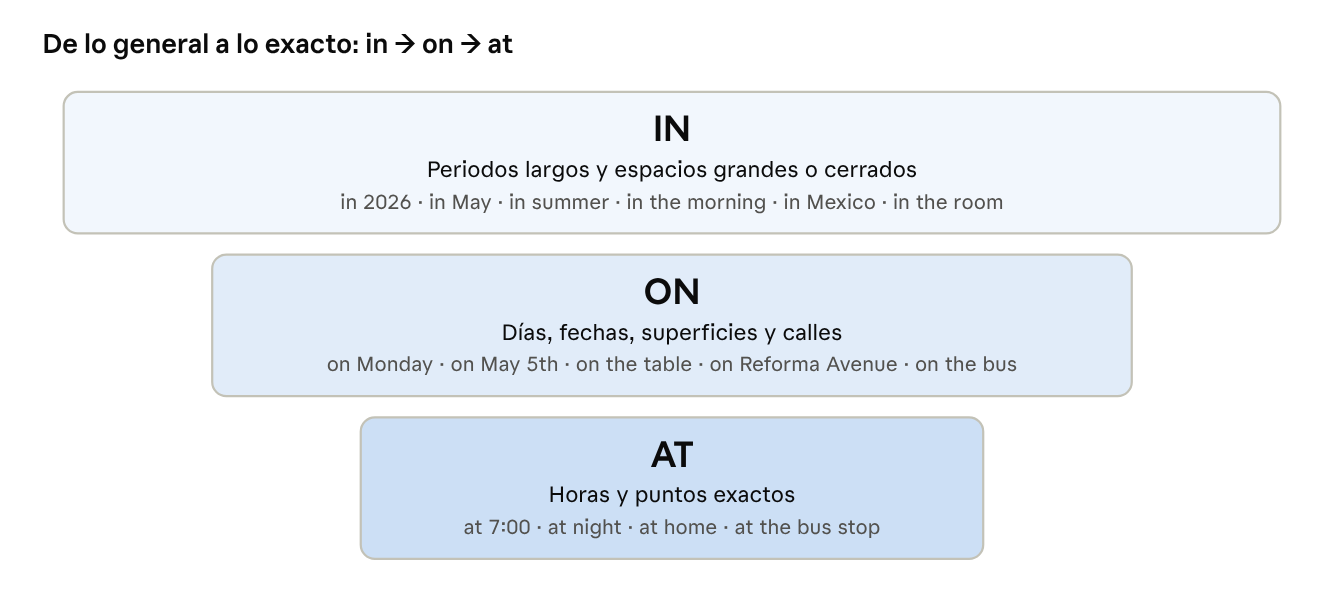 De lo general a lo exacto: in → on → at
IN
Periodos largos y espacios grandes o cerrados
in 2026 · in May · in summer · in the morning · in Mexico · in the room
ON
Días, fechas, superficies y calles
on Monday · on May 5th · on the table · on Reforma Avenue · on the bus
AT
Horas y puntos exactos
at 7:00 · at night · at home · at the bus stop